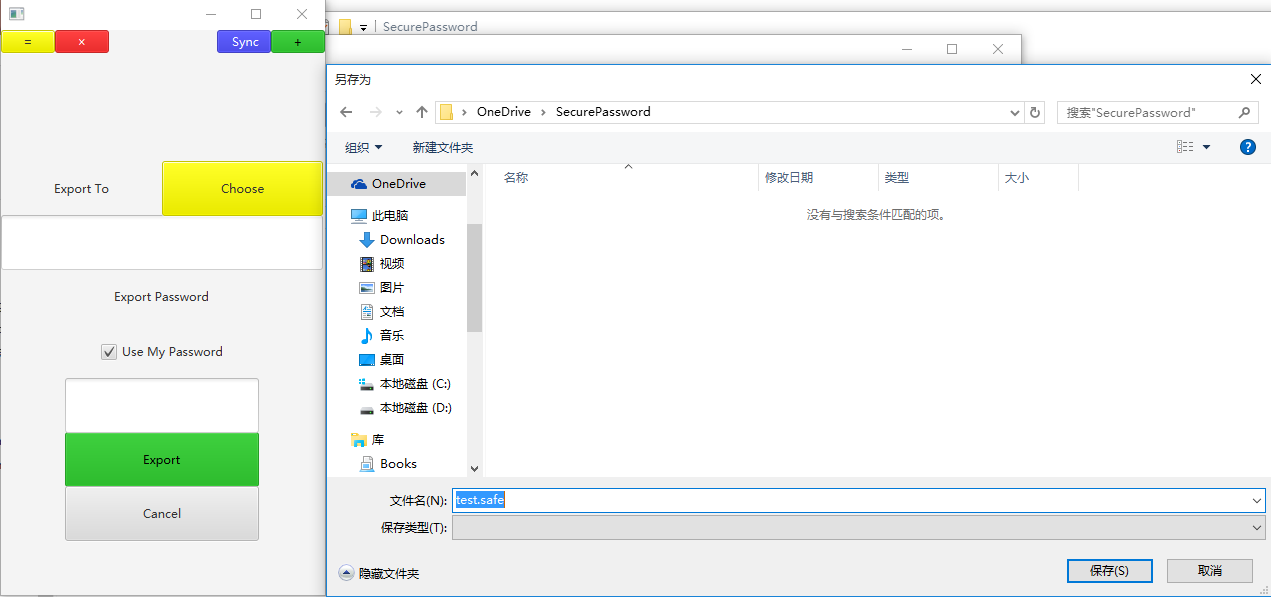 SecurePassword
= × Sync +
Export To
Choose
Export Password
Use My Password
Export
Cancel
另存为
OneDrive › SecurePassword
搜索"SecurePassword"
组织
新建文件夹
OneDrive
此电脑
Downloads
视频
图片
文档
音乐
桌面
本地磁盘 (C:)
本地磁盘 (D:)
库
Books
名称 修改日期 类型 大小
没有与搜索条件匹配的项。
文件名(N): test.safe
保存类型(T):
隐藏文件夹
保存(S)
取消